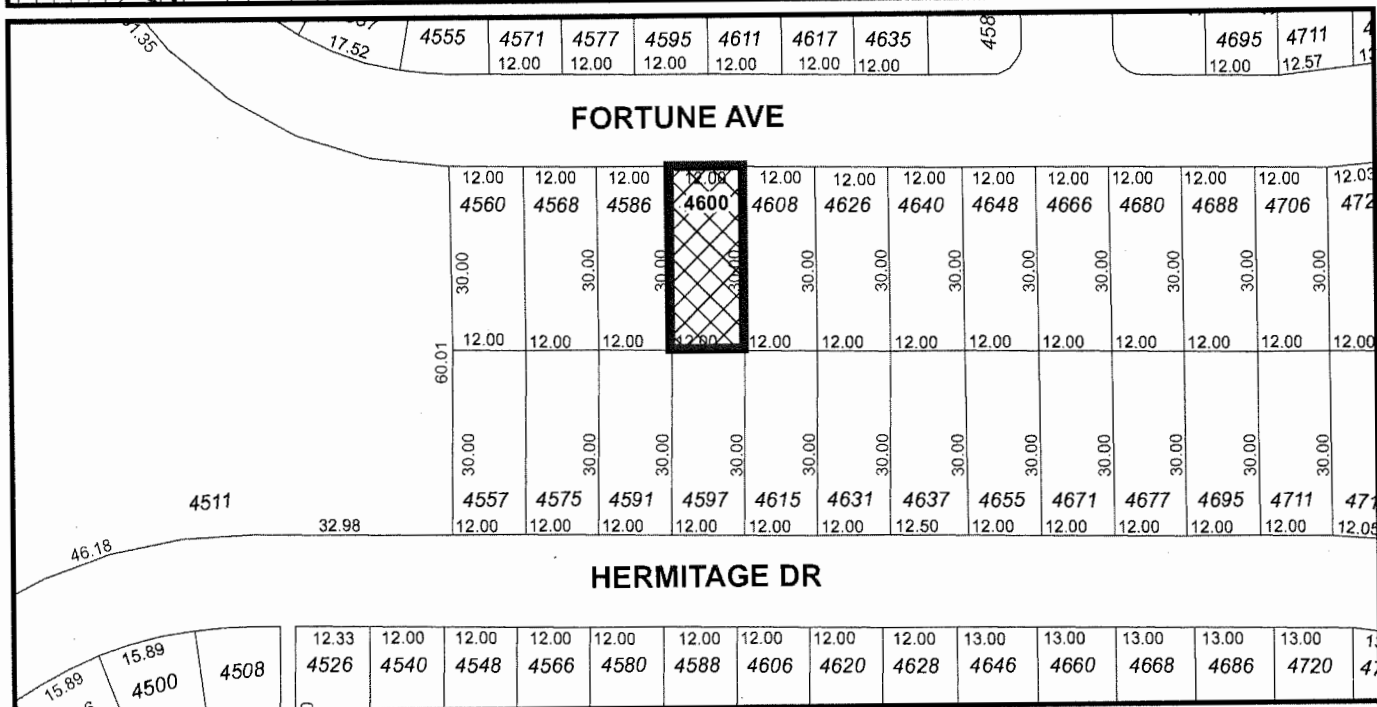 4555 4571 4577 4595 4611 4617 4635 458 4695 4711
01.35 17.52 12.00 12.00 12.00 12.00 12.00 12.00 12.00 12.57
FORTUNE AVE
12.00 12.00 12.00 12.00 12.00 12.00 12.00 12.00 12.00 12.00 12.00 12.00 12.03
4560 4568 4586 4600 4608 4626 4640 4648 4666 4680 4688 4706 472
30.00 30.00 30.00 30.00 30.00 30.00 30.00 30.00 30.00 30.00 30.00
12.00 12.00 12.00 12.00 12.00 12.00 12.00 12.00 12.00 12.00 12.00 12.00 12.00
60.01
30.00 30.00 30.00 30.00 30.00 30.00 30.00 30.00 30.00 30.00 30.00
4511 4557 4575 4591 4597 4615 4631 4637 4655 4671 4677 4695 4711 471
46.18 32.98 12.00 12.00 12.00 12.00 12.00 12.00 12.50 12.00 12.00 12.00 12.00 12.00 12.05
HERMITAGE DR
15.89 15.89 12.33 12.00 12.00 12.00 12.00 12.00 12.00 12.00 12.00 13.00 13.00 13.00 13.00 13.00
4500 4508 4526 4540 4548 4566 4580 4588 4606 4620 4628 4646 4660 4668 4686 4720